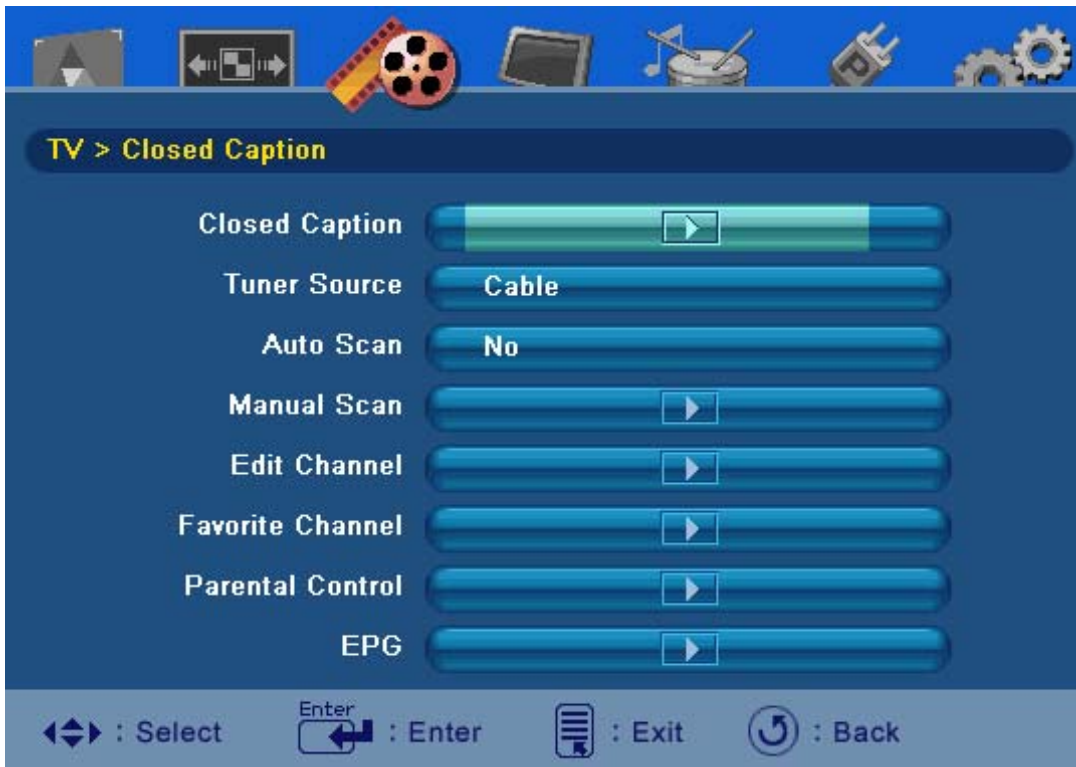 TV > Closed Caption
Closed Caption
Tuner Source Cable
Auto Scan No
Manual Scan
Edit Channel
Favorite Channel
Parental Control
EPG
: Select Enter : Enter : Exit : Back